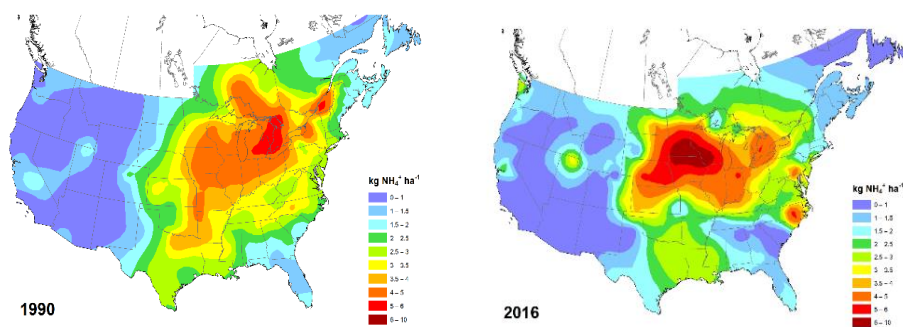 kg NH₄⁺ ha⁻¹
0 – 1
1 – 1.5
1.5 – 2
2 – 2.5
2.5 – 3
3 – 3.5
3.5 – 4
4 – 5
5 – 6
6 – 10
1990
kg NH₄⁺ ha⁻¹
0 – 1
1 – 1.5
1.5 – 2
2 – 2.5
2.5 – 3
3 – 3.5
3.5 – 4
4 – 5
5 – 6
6 – 10
2016